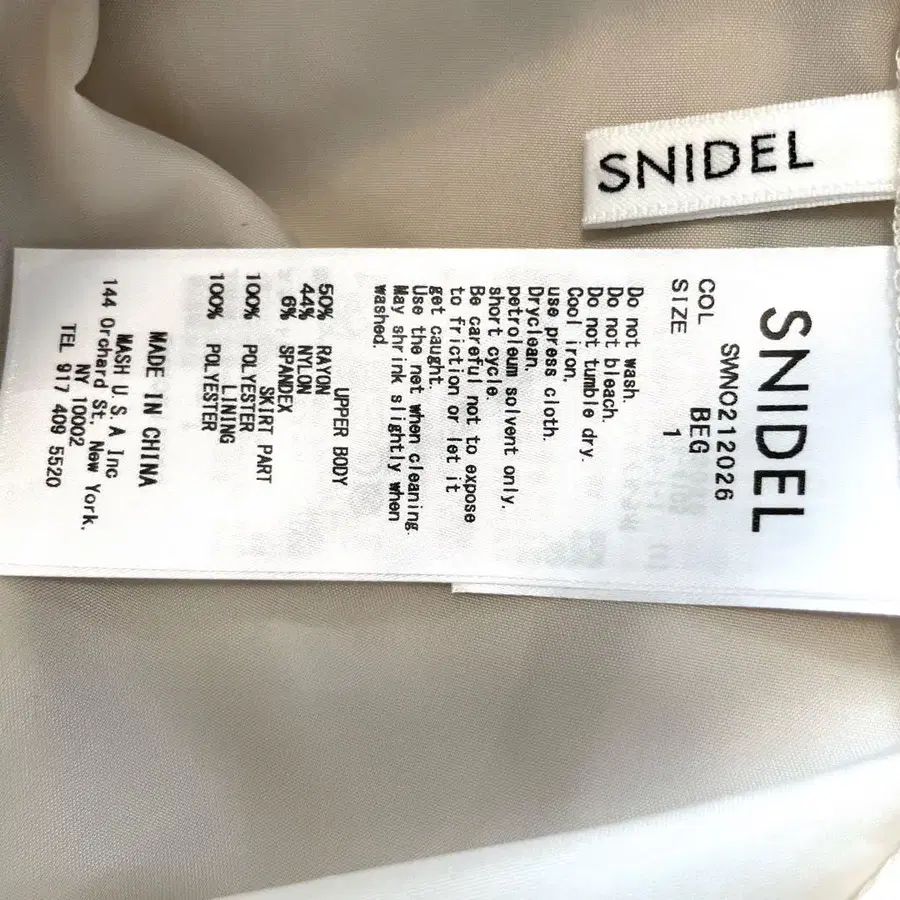 SNIDEL
SNIDEL
SWNO212026
COL BEG
SIZE 1
Do not wash.
Do not bleach.
Do not tumble dry.
Cool iron,
use press cloth.
Dryclean.
petroleum solvent only.
short cycle.
Be careful not to expose
to friction or let it
get caught.
Use the net when cleaning.
May shrink slightly when
washed.
UPPER BODY
50% RAYON
44% NYLON
6% SPANDEX
SKIRT PART
100% POLYESTER
LINING
100% POLYESTER
MADE IN CHINA
MASH U.S.A Inc
144 Orchard St. New York.
NY 10002
TEL 917 409 5520